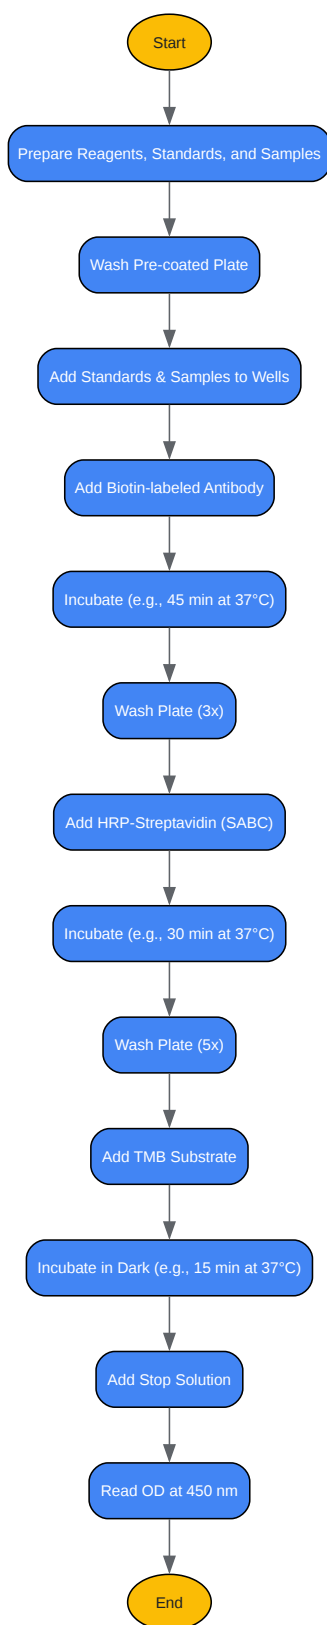 Start
Prepare Reagents, Standards, and Samples
Wash Pre-coated Plate
Add Standards & Samples to Wells
Add Biotin-labeled Antibody
Incubate (e.g., 45 min at 37°C)
Wash Plate (3x)
Add HRP-Streptavidin (SABC)
Incubate (e.g., 30 min at 37°C)
Wash Plate (5x)
Add TMB Substrate
Incubate in Dark (e.g., 15 min at 37°C)
Add Stop Solution
Read OD at 450 nm
End